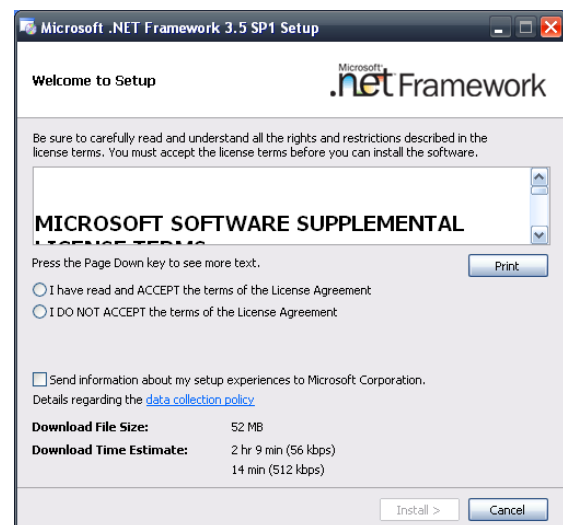 Microsoft .NET Framework 3.5 SP1 Setup
Welcome to Setup
Microsoft
.net Framework
Be sure to carefully read and understand all the rights and restrictions described in the
license terms. You must accept the license terms before you can install the software.
MICROSOFT SOFTWARE SUPPLEMENTAL
LICENSE TERMS
Press the Page Down key to see more text.
Print
I have read and ACCEPT the terms of the License Agreement
I DO NOT ACCEPT the terms of the License Agreement
Send information about my setup experiences to Microsoft Corporation.
Details regarding the data collection policy
Download File Size: 52 MB
Download Time Estimate: 2 hr 9 min (56 kbps)
14 min (512 kbps)
Install > Cancel